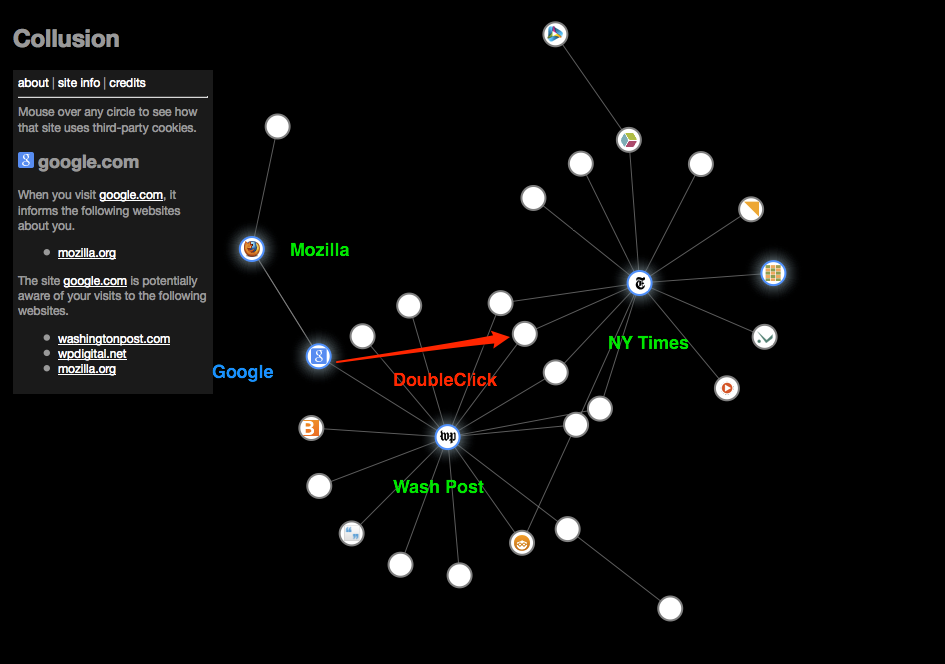 Collusion
about | site info | credits
Mouse over any circle to see how
that site uses third-party cookies.
8 google.com
When you visit google.com, it
informs the following websites
about you.
mozilla.org
The site google.com is potentially
aware of your visits to the following
websites.
washingtonpost.com
wpdigital.net
mozilla.org
Mozilla
T
NY Times
8
Google
DoubleClick
B
wp
Wash Post